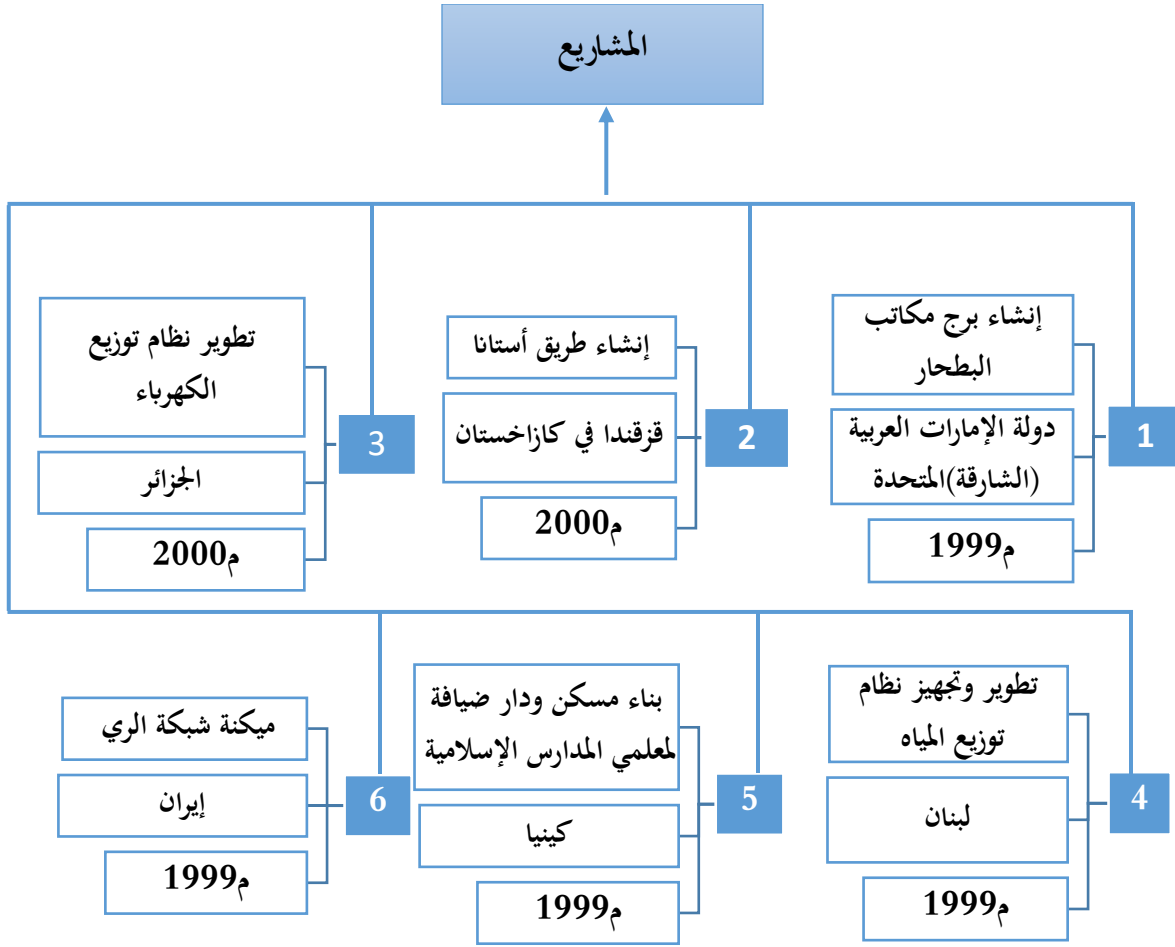 المشاريع
1
إنشاء برج مكاتب
البطحار
دولة الإمارات العربية
المتحدة(الشارقة)
1999م
2
إنشاء طريق أستانا
قزقندا في كازاخستان
2000م
3
تطوير نظام توزيع
الكهرباء
الجزائر
2000م
4
تطوير وتجهيز نظام
توزيع المياه
لبنان
1999م
5
بناء مسكن ودار ضيافة
لمعلمي المدارس الإسلامية
كينيا
1999م
6
ميكنة شبكة الري
إيران
1999م